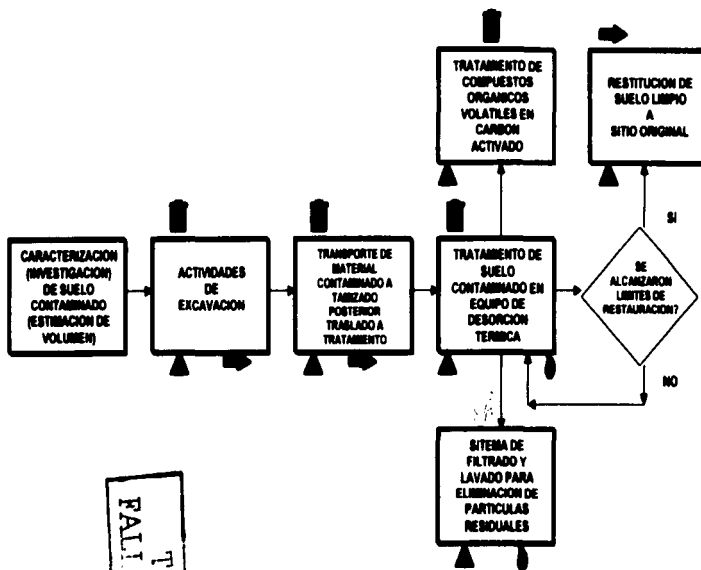 TRATAMIENTO DE
COMPUESTOS
ORGANICOS
VOLATILES EN
CARBON
ACTIVADO
RESTITUCION DE
SUELO LIMPIO
A
SITIO ORIGINAL
CARACTERIZACION
(INVESTIGACION)
DE SUELO
CONTAMINADO
(ESTIMACION DE
VOLUMEN)
ACTIVIDADES
DE
EXCAVACION
TRANSPORTE DE
MATERIAL
CONTAMINADO A
TAMIZADO
POSTERIOR
TRASLADO A
TRATAMIENTO
TRATAMIENTO DE
SUELO
CONTAMINADO EN
EQUIPO DE
DESORCION
TERMICA
SE
ALCANZARON
LIMITES DE
RESTAURACION?
SI
NO
SITEMA DE
FILTRADO Y
LAVADO PARA
ELIMINACION DE
PARTICULAS
RESIDUALES
T
FALL